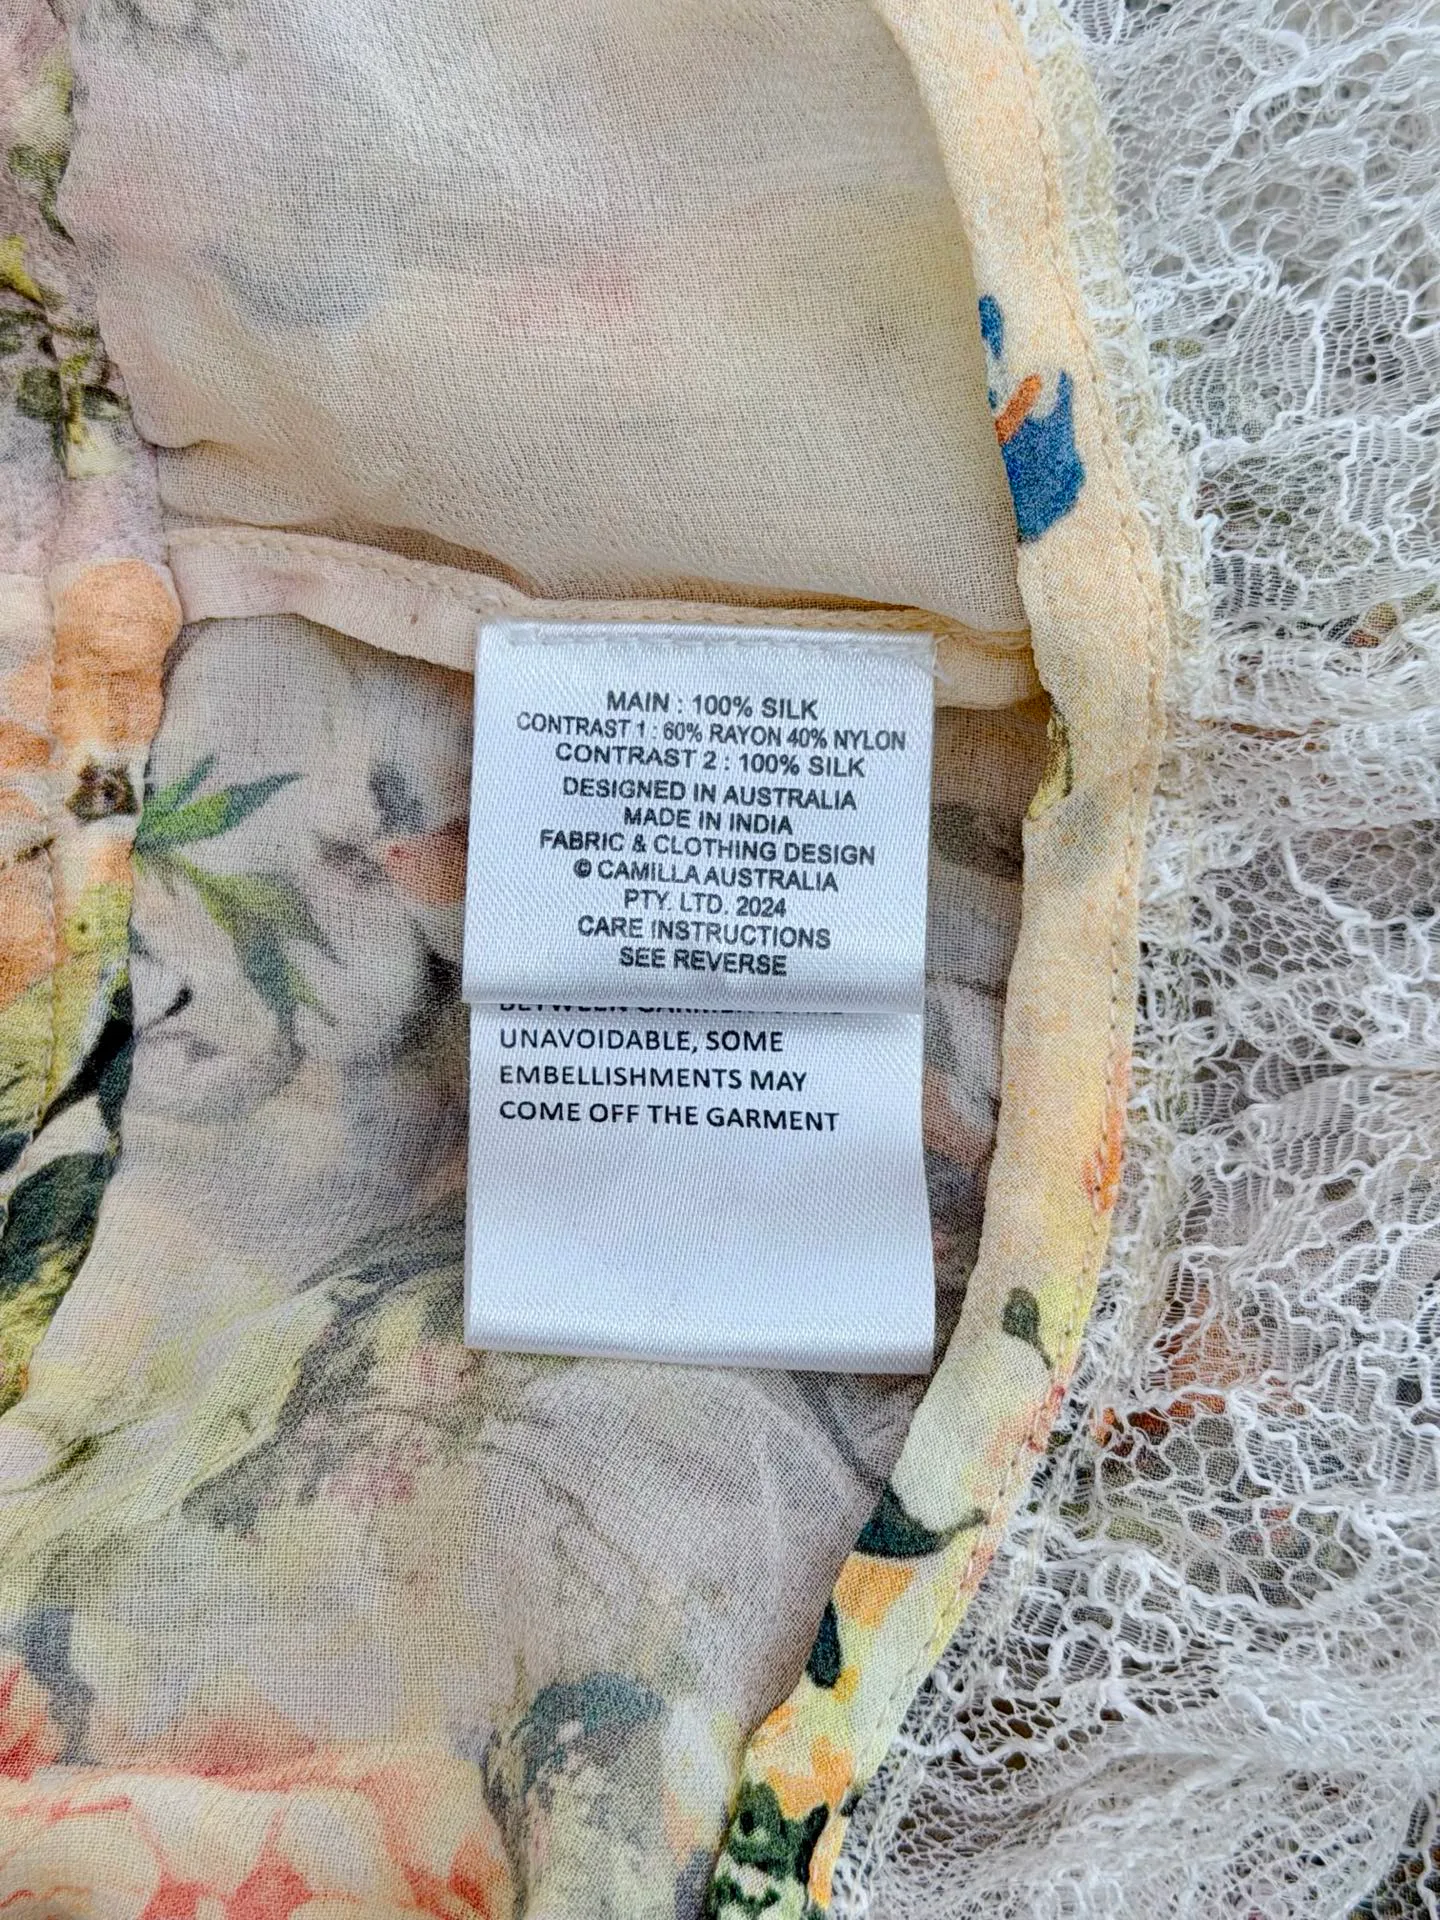 MAIN : 100% SILK
CONTRAST 1 : 60% RAYON 40% NYLON
CONTRAST 2 : 100% SILK
DESIGNED IN AUSTRALIA
MADE IN INDIA
FABRIC & CLOTHING DESIGN
© CAMILLA AUSTRALIA
PTY. LTD. 2024
CARE INSTRUCTIONS
SEE REVERSE
BETWEEN
UNAVOIDABLE, SOME
EMBELLISHMENTS MAY
COME OFF THE GARMENT